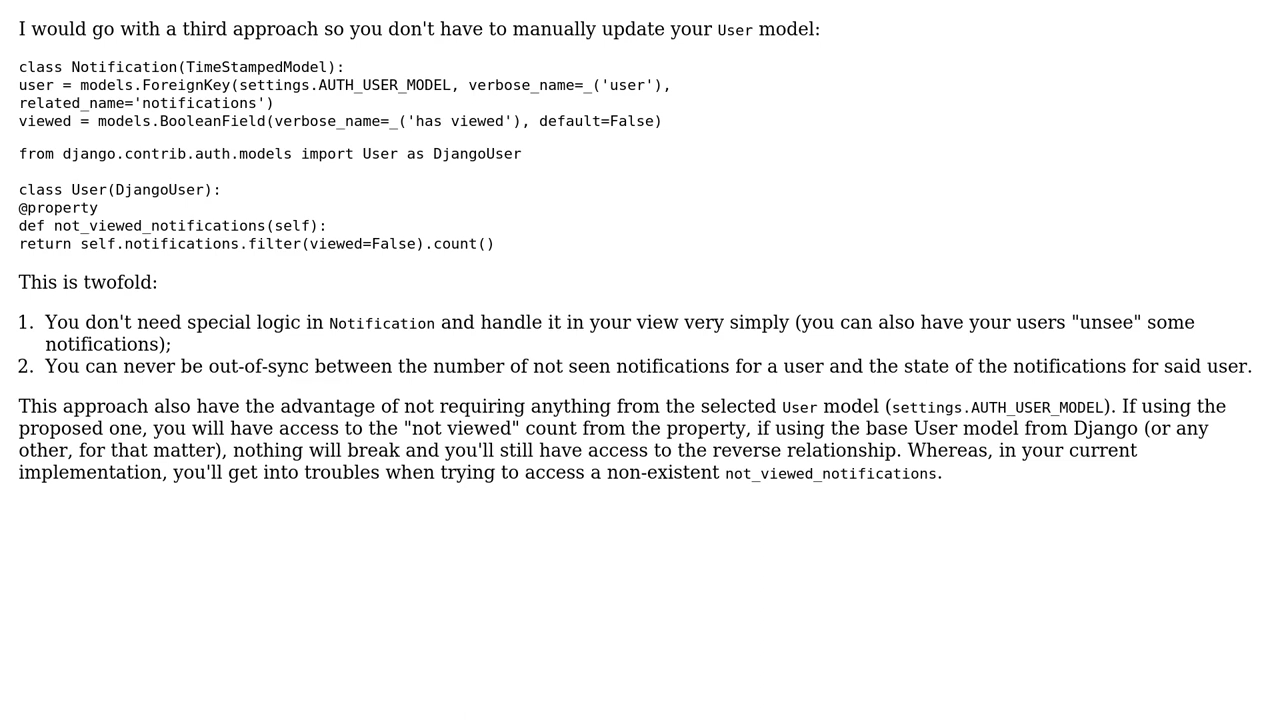 I would go with a third approach so you don't have to manually update your User model:
class Notification(TimeStampedModel):
user = models.ForeignKey(settings.AUTH_USER_MODEL, verbose_name=_('user'),
related_name='notifications')
viewed = models.BooleanField(verbose_name=_('has viewed'), default=False)
from django.contrib.auth.models import User as DjangoUser
class User(DjangoUser):
@property
def not_viewed_notifications(self):
return self.notifications.filter(viewed=False).count()
This is twofold:
1. You don't need special logic in Notification and handle it in your view very simply (you can also have your users "unsee" some
notifications);
2. You can never be out-of-sync between the number of not seen notifications for a user and the state of the notifications for said user.
This approach also have the advantage of not requiring anything from the selected User model (settings.AUTH_USER_MODEL). If using the
proposed one, you will have access to the "not viewed" count from the property, if using the base User model from Django (or any
other, for that matter), nothing will break and you'll still have access to the reverse relationship. Whereas, in your current
implementation, you'll get into troubles when trying to access a non-existent not_viewed_notifications.